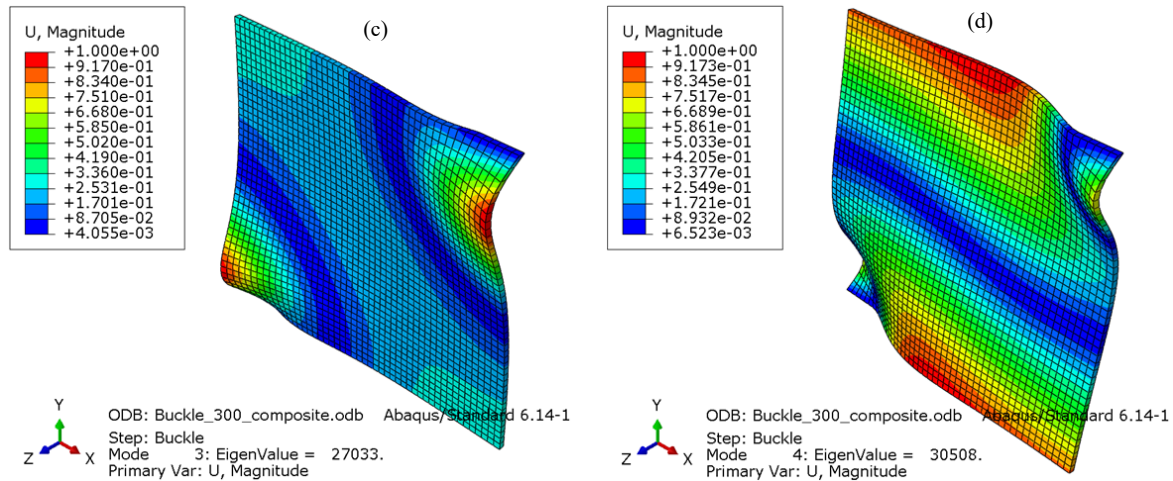 (c)
U, Magnitude
+1.000e+00
+9.170e-01
+8.340e-01
+7.510e-01
+6.680e-01
+5.850e-01
+5.020e-01
+4.190e-01
+3.360e-01
+2.531e-01
+1.701e-01
+8.705e-02
+4.055e-03
Y
Z
X
ODB: Buckle_300_composite.odb Abaqus/Standard 6.14-1
Step: Buckle
Mode 3: EigenValue = 27033.
Primary Var: U, Magnitude
(d)
U, Magnitude
+1.000e+00
+9.173e-01
+8.345e-01
+7.517e-01
+6.689e-01
+5.861e-01
+5.033e-01
+4.205e-01
+3.377e-01
+2.549e-01
+1.721e-01
+8.932e-02
+6.523e-03
Y
Z
X
ODB: Buckle_300_composite.odb Abaqus/Standard 6.14-1
Step: Buckle
Mode 4: EigenValue = 30508.
Primary Var: U, Magnitude